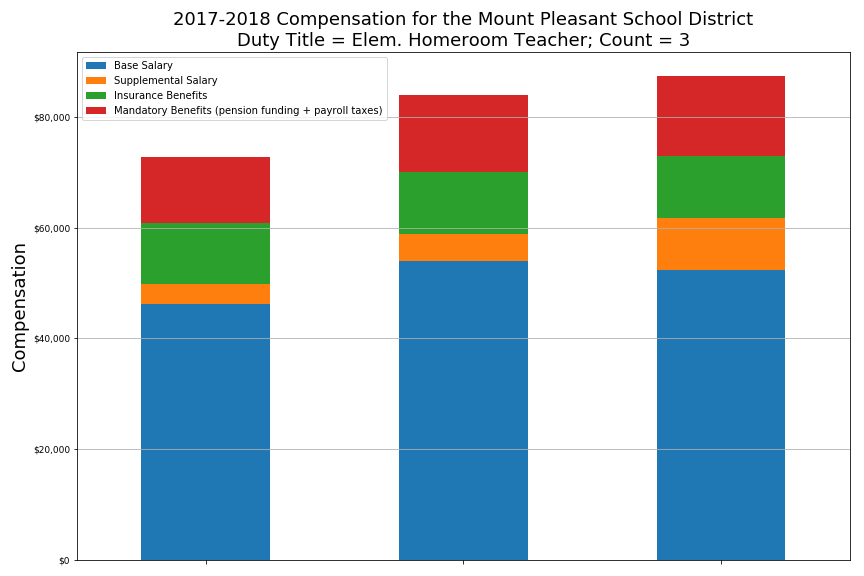 2017-2018 Compensation for the Mount Pleasant School District
Duty Title = Elem. Homeroom Teacher; Count = 3
Base Salary
Supplemental Salary
Insurance Benefits
Mandatory Benefits (pension funding + payroll taxes)
$80,000
$60,000
$40,000
$20,000
$0
Compensation